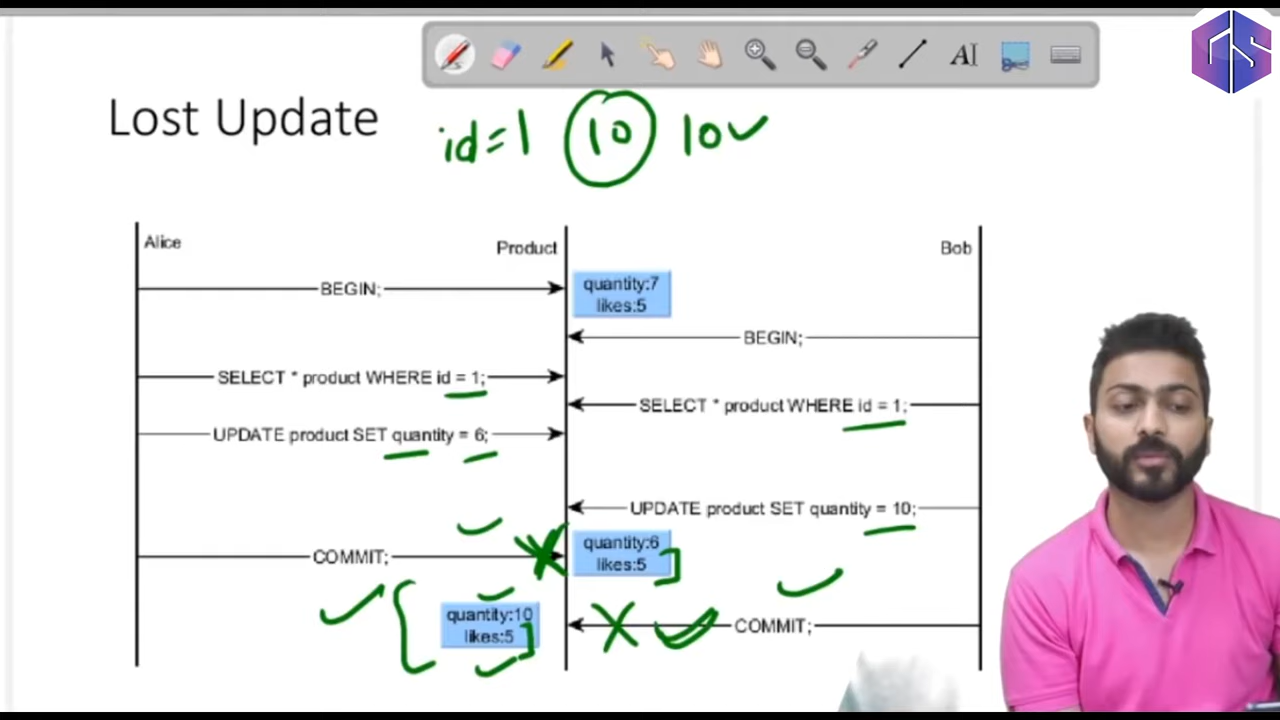 AI
Lost Update
id=1 10 10
Alice
Product
Bob
BEGIN;
quantity:7
likes:5
BEGIN;
SELECT * product WHERE id = 1;
SELECT * product WHERE id = 1;
UPDATE product SET quantity = 6;
UPDATE product SET quantity = 10;
COMMIT;
quantity:6
likes:5
quantity:10
likes:5
COMMIT;